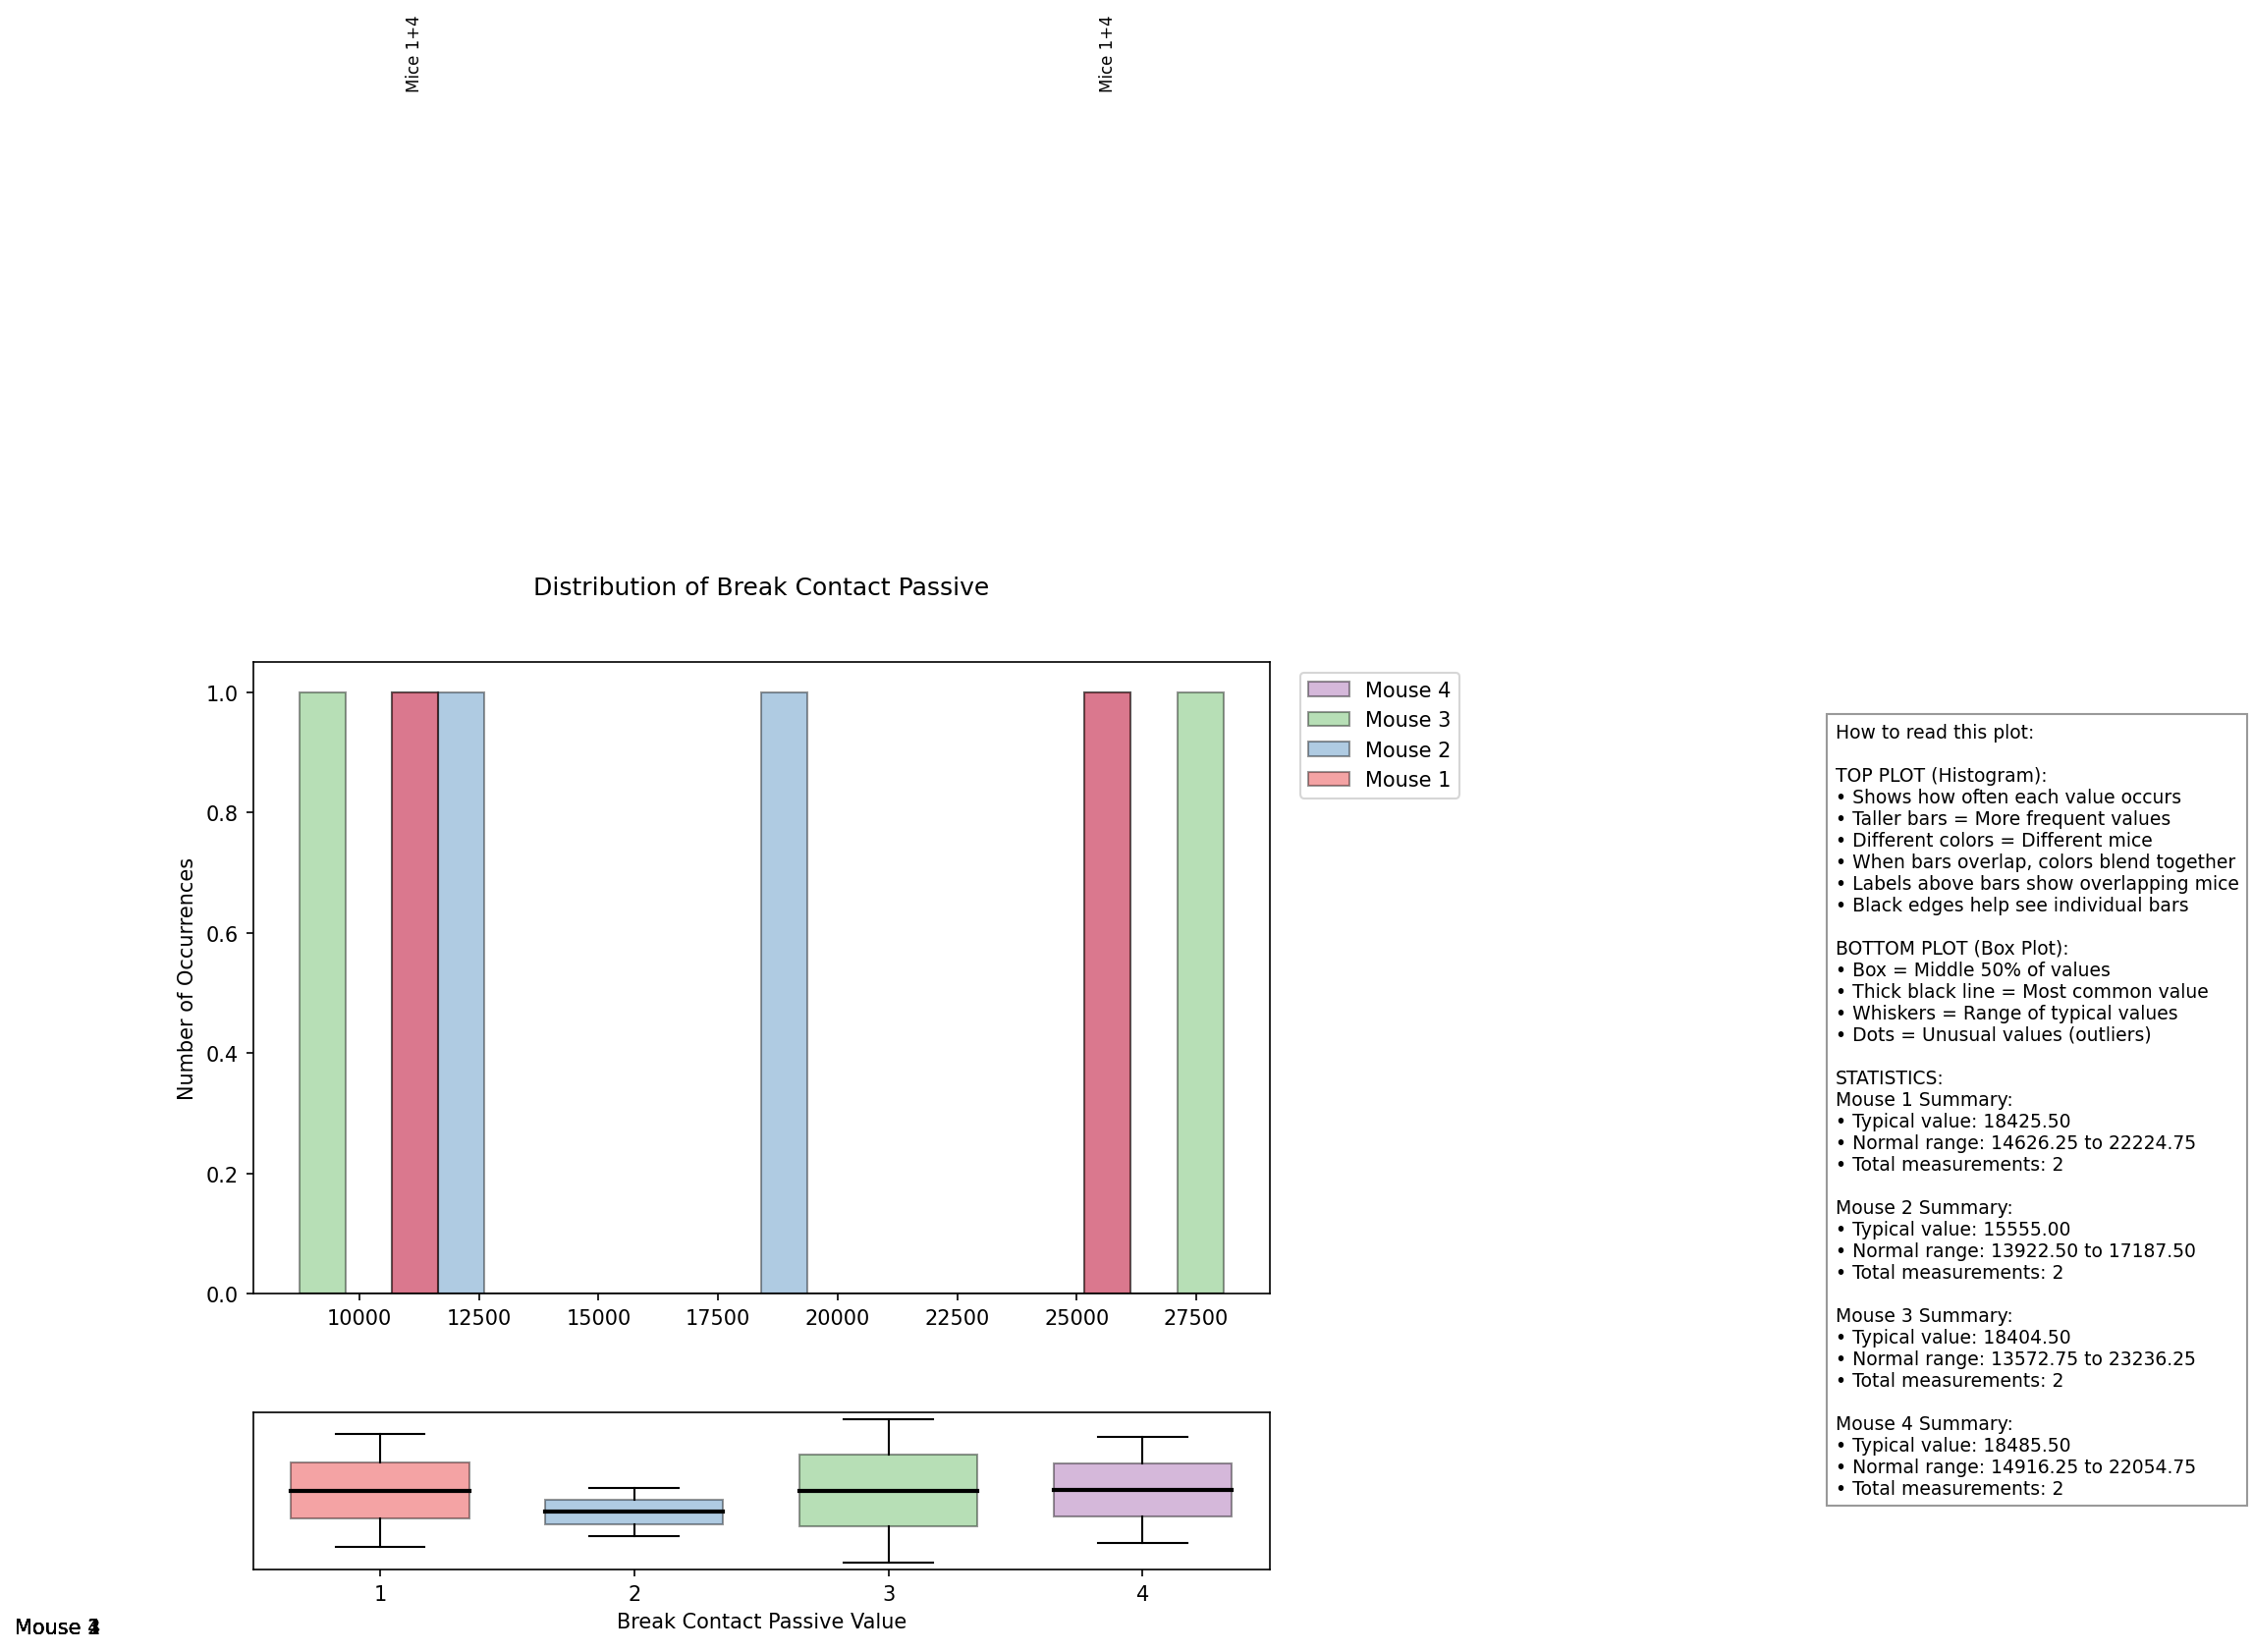 Mice 1+4
Mice 1+4
Distribution of Break Contact Passive
Number of Occurrences
1.0
0.8
0.6
0.4
0.2
0.0
10000 12500 15000 17500 20000 22500 25000 27500
Mouse 4
Mouse 3
Mouse 2
Mouse 1
1 2 3 4
Break Contact Passive Value
Mouse
How to read this plot:
TOP PLOT (Histogram):
• Shows how often each value occurs
• Taller bars = More frequent values
• Different colors = Different mice
• When bars overlap, colors blend together
• Labels above bars show overlapping mice
• Black edges help see individual bars
BOTTOM PLOT (Box Plot):
• Box = Middle 50% of values
• Thick black line = Most common value
• Whiskers = Range of typical values
• Dots = Unusual values (outliers)
STATISTICS:
Mouse 1 Summary:
• Typical value: 18425.50
• Normal range: 14626.25 to 22224.75
• Total measurements: 2
Mouse 2 Summary:
• Typical value: 15555.00
• Normal range: 13922.50 to 17187.50
• Total measurements: 2
Mouse 3 Summary:
• Typical value: 18404.50
• Normal range: 13572.75 to 23236.25
• Total measurements: 2
Mouse 4 Summary:
• Typical value: 18485.50
• Normal range: 14916.25 to 22054.75
• Total measurements: 2